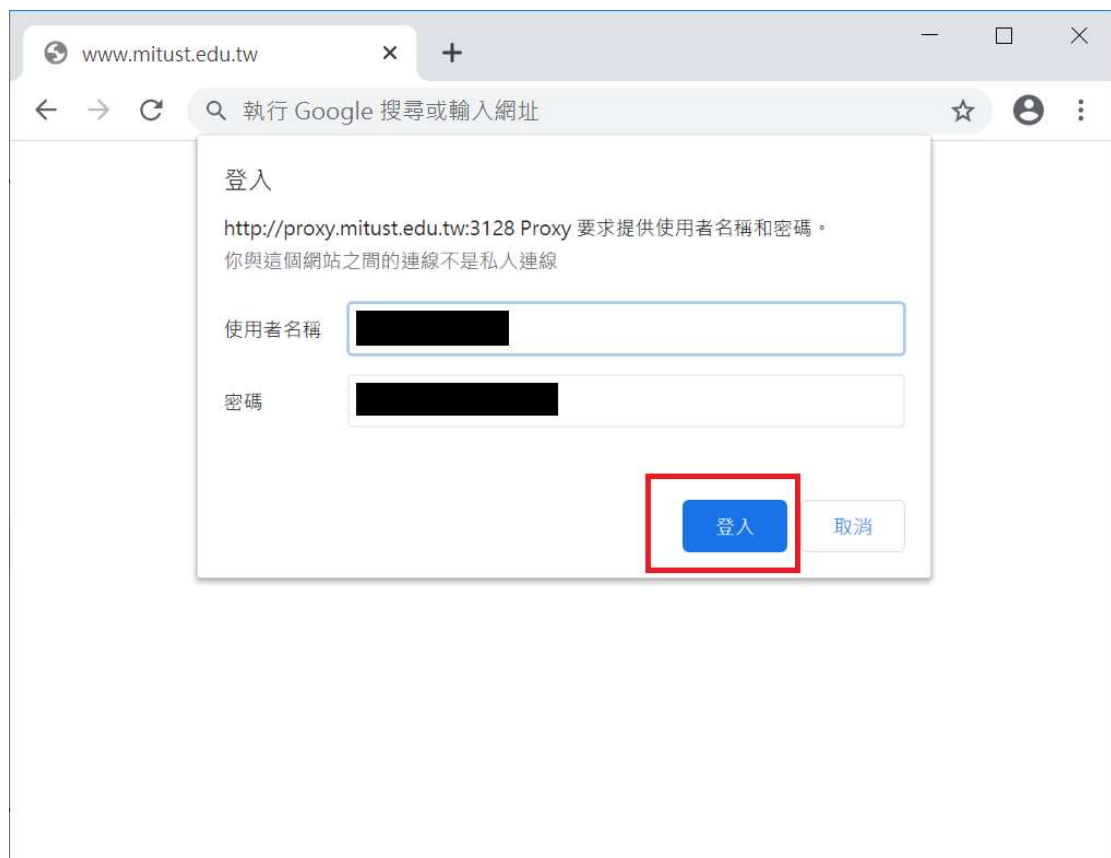 www.mitust.edu.tw
執行 Google 搜尋或輸入網址
登入
http://proxy.mitust.edu.tw:3128 Proxy 要求提供使用者名稱和密碼。
你與這個網站之間的連線不是私人連線
使用者名稱
密碼
登入 取消